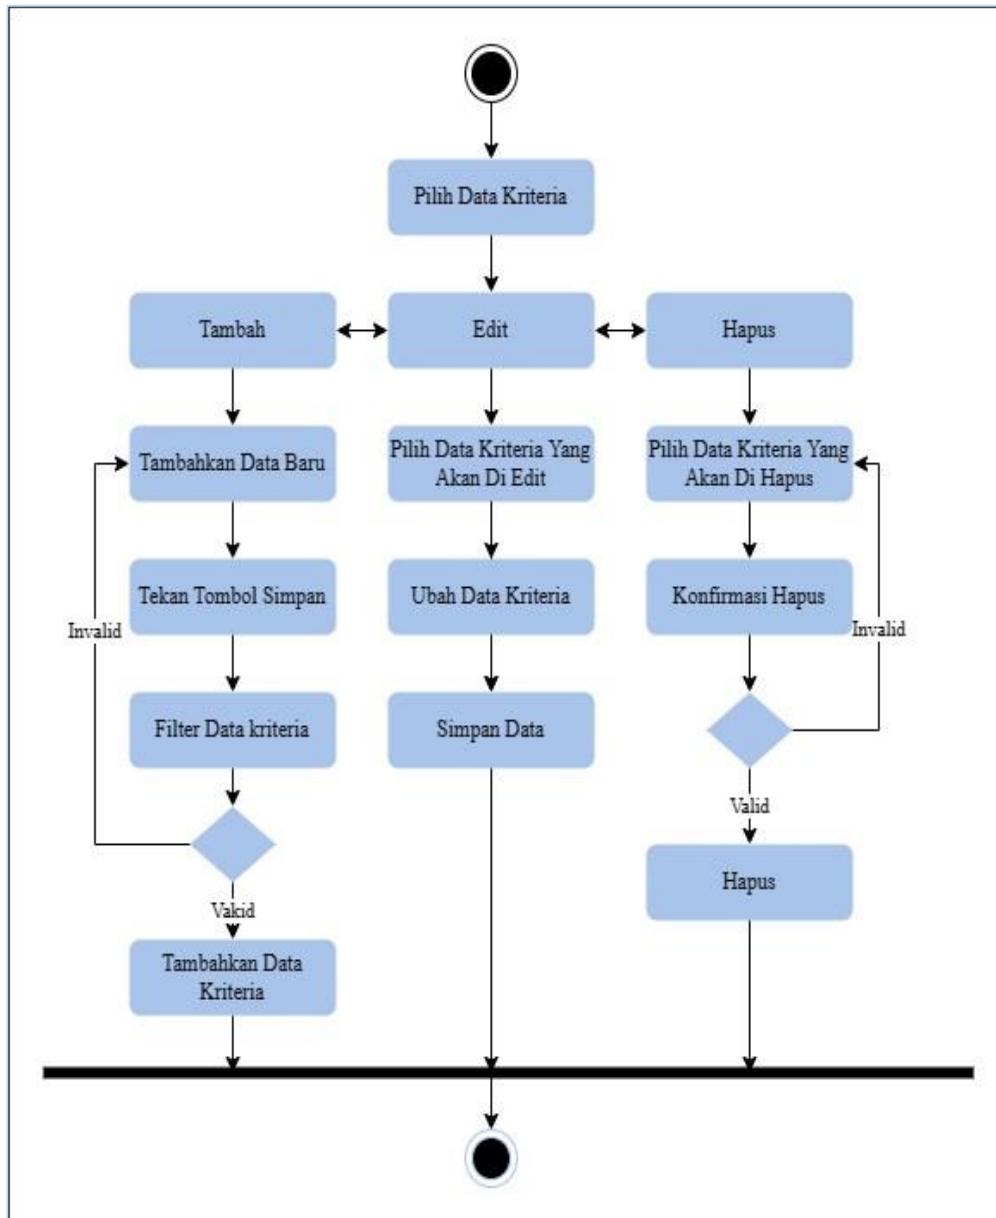 Pilih Data Kriteria
Tambah
Edit
Hapus
Tambahkan Data Baru
Pilih Data Kriteria Yang
Akan Di Edit
Pilih Data Kriteria Yang
Akan Di Hapus
Tekan Tombol Simpan
Ubah Data Kriteria
Konfirmasi Hapus
Invalid
Invalid
Filter Data kriteria
Simpan Data
Valid
Hapus
Vakid
Tambahkan Data
Kriteria